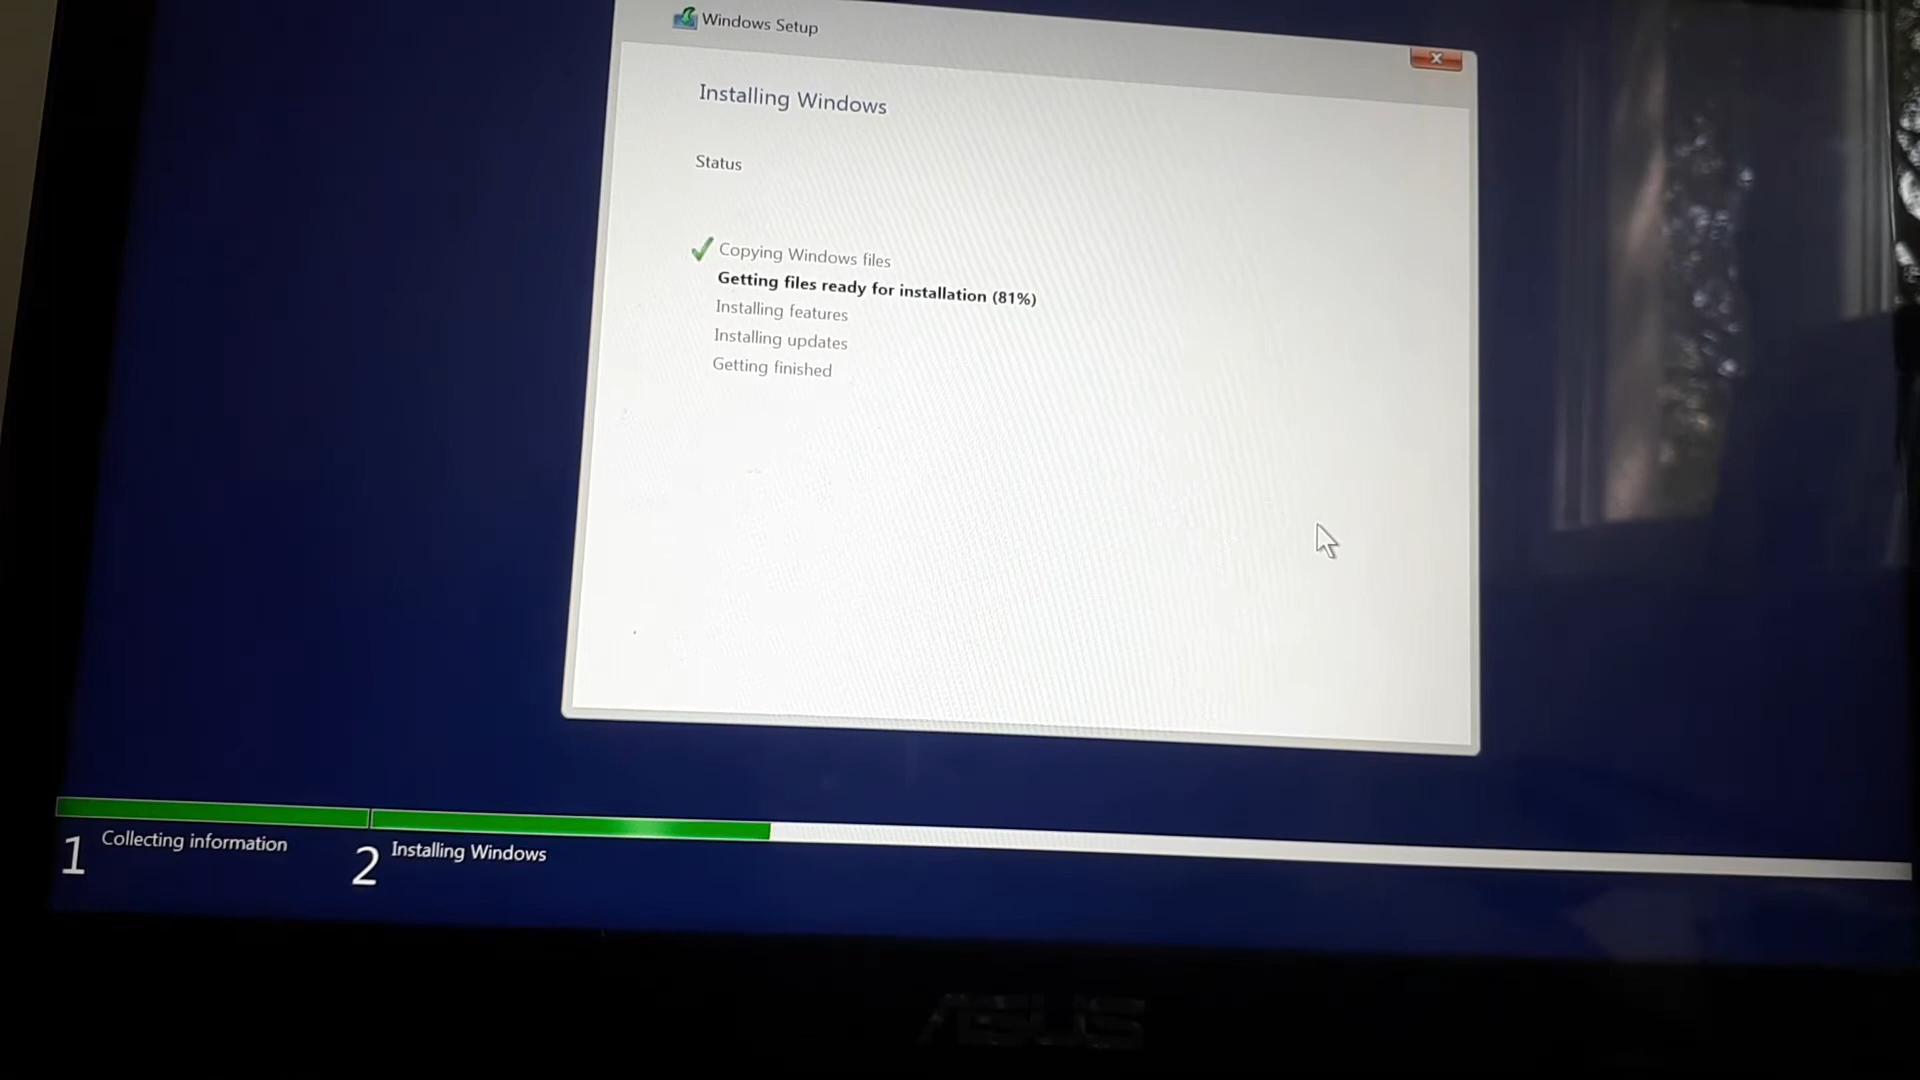 Windows Setup
Installing Windows
Status
Copying Windows files
Getting files ready for installation (81%)
Installing features
Installing updates
Getting finished
1 Collecting information
2 Installing Windows
ASUS